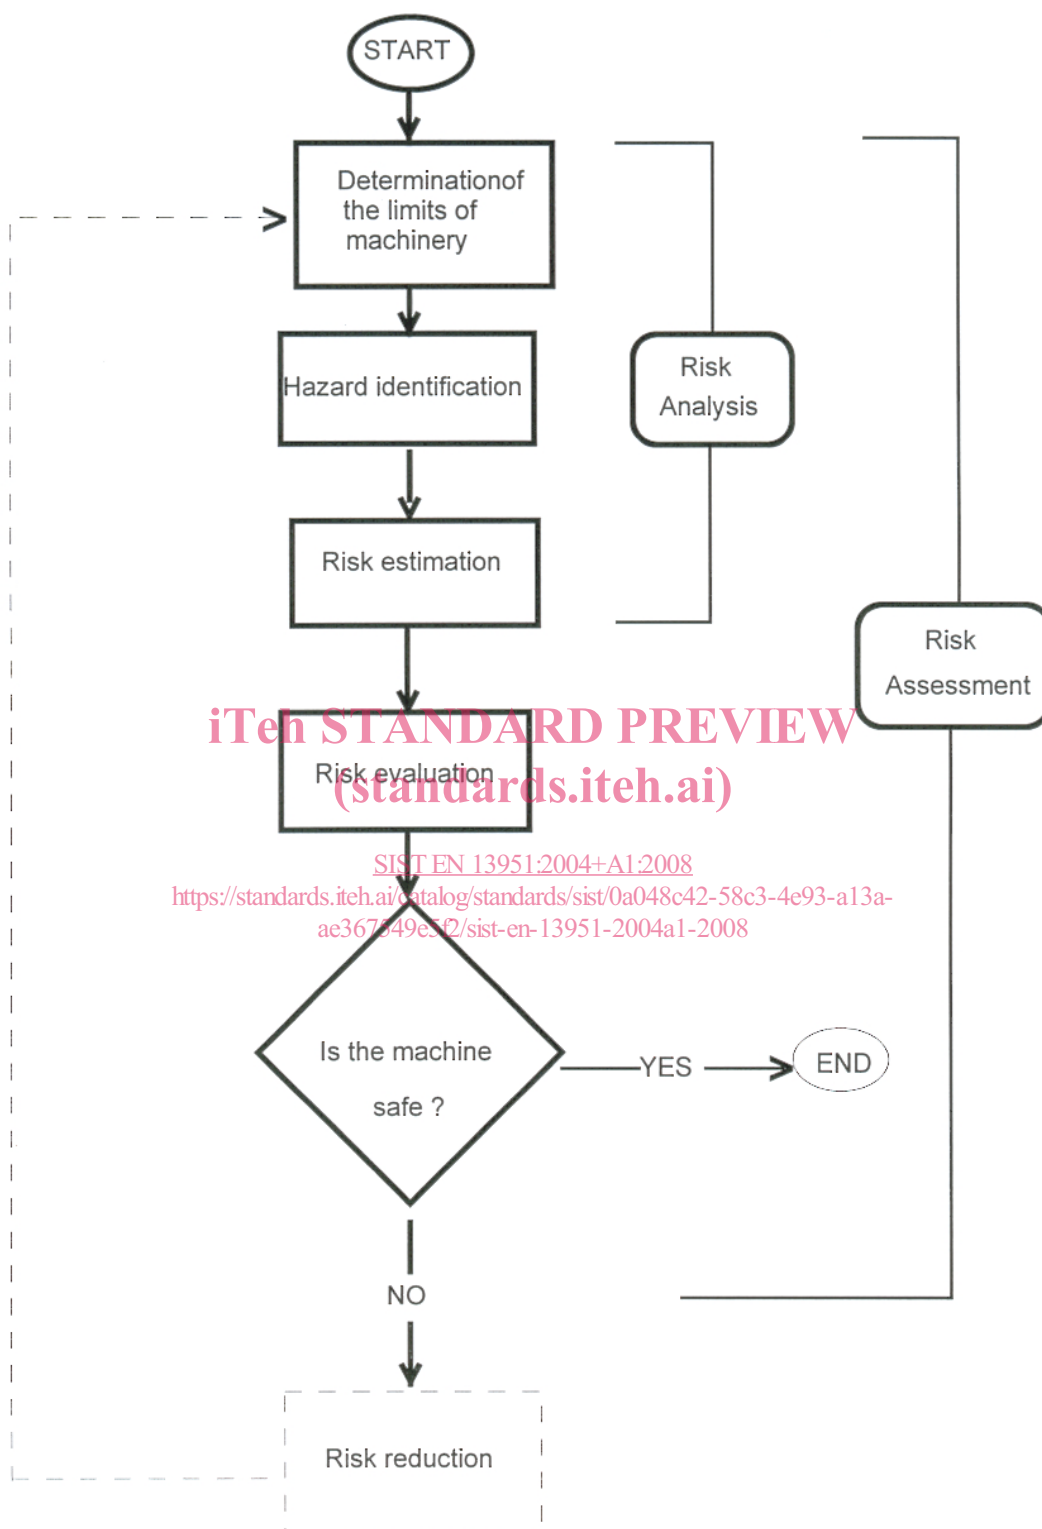 START
Determinationof
the limits of
machinery
Hazard identification
Risk
Analysis
Risk estimation
Risk
Assessment
iTeh STANDARD PREVIEW
Risk evaluation
(standards.iteh.ai)
SIST EN 13951:2004+A1:2008
https://standards.iteh.ai/catalog/standards/sist/0a048c42-58c3-4e93-a13a-
ae367549e5f2/sist-en-13951-2004a1-2008
Is the machine
safe ?
YES
END
NO
Risk reduction